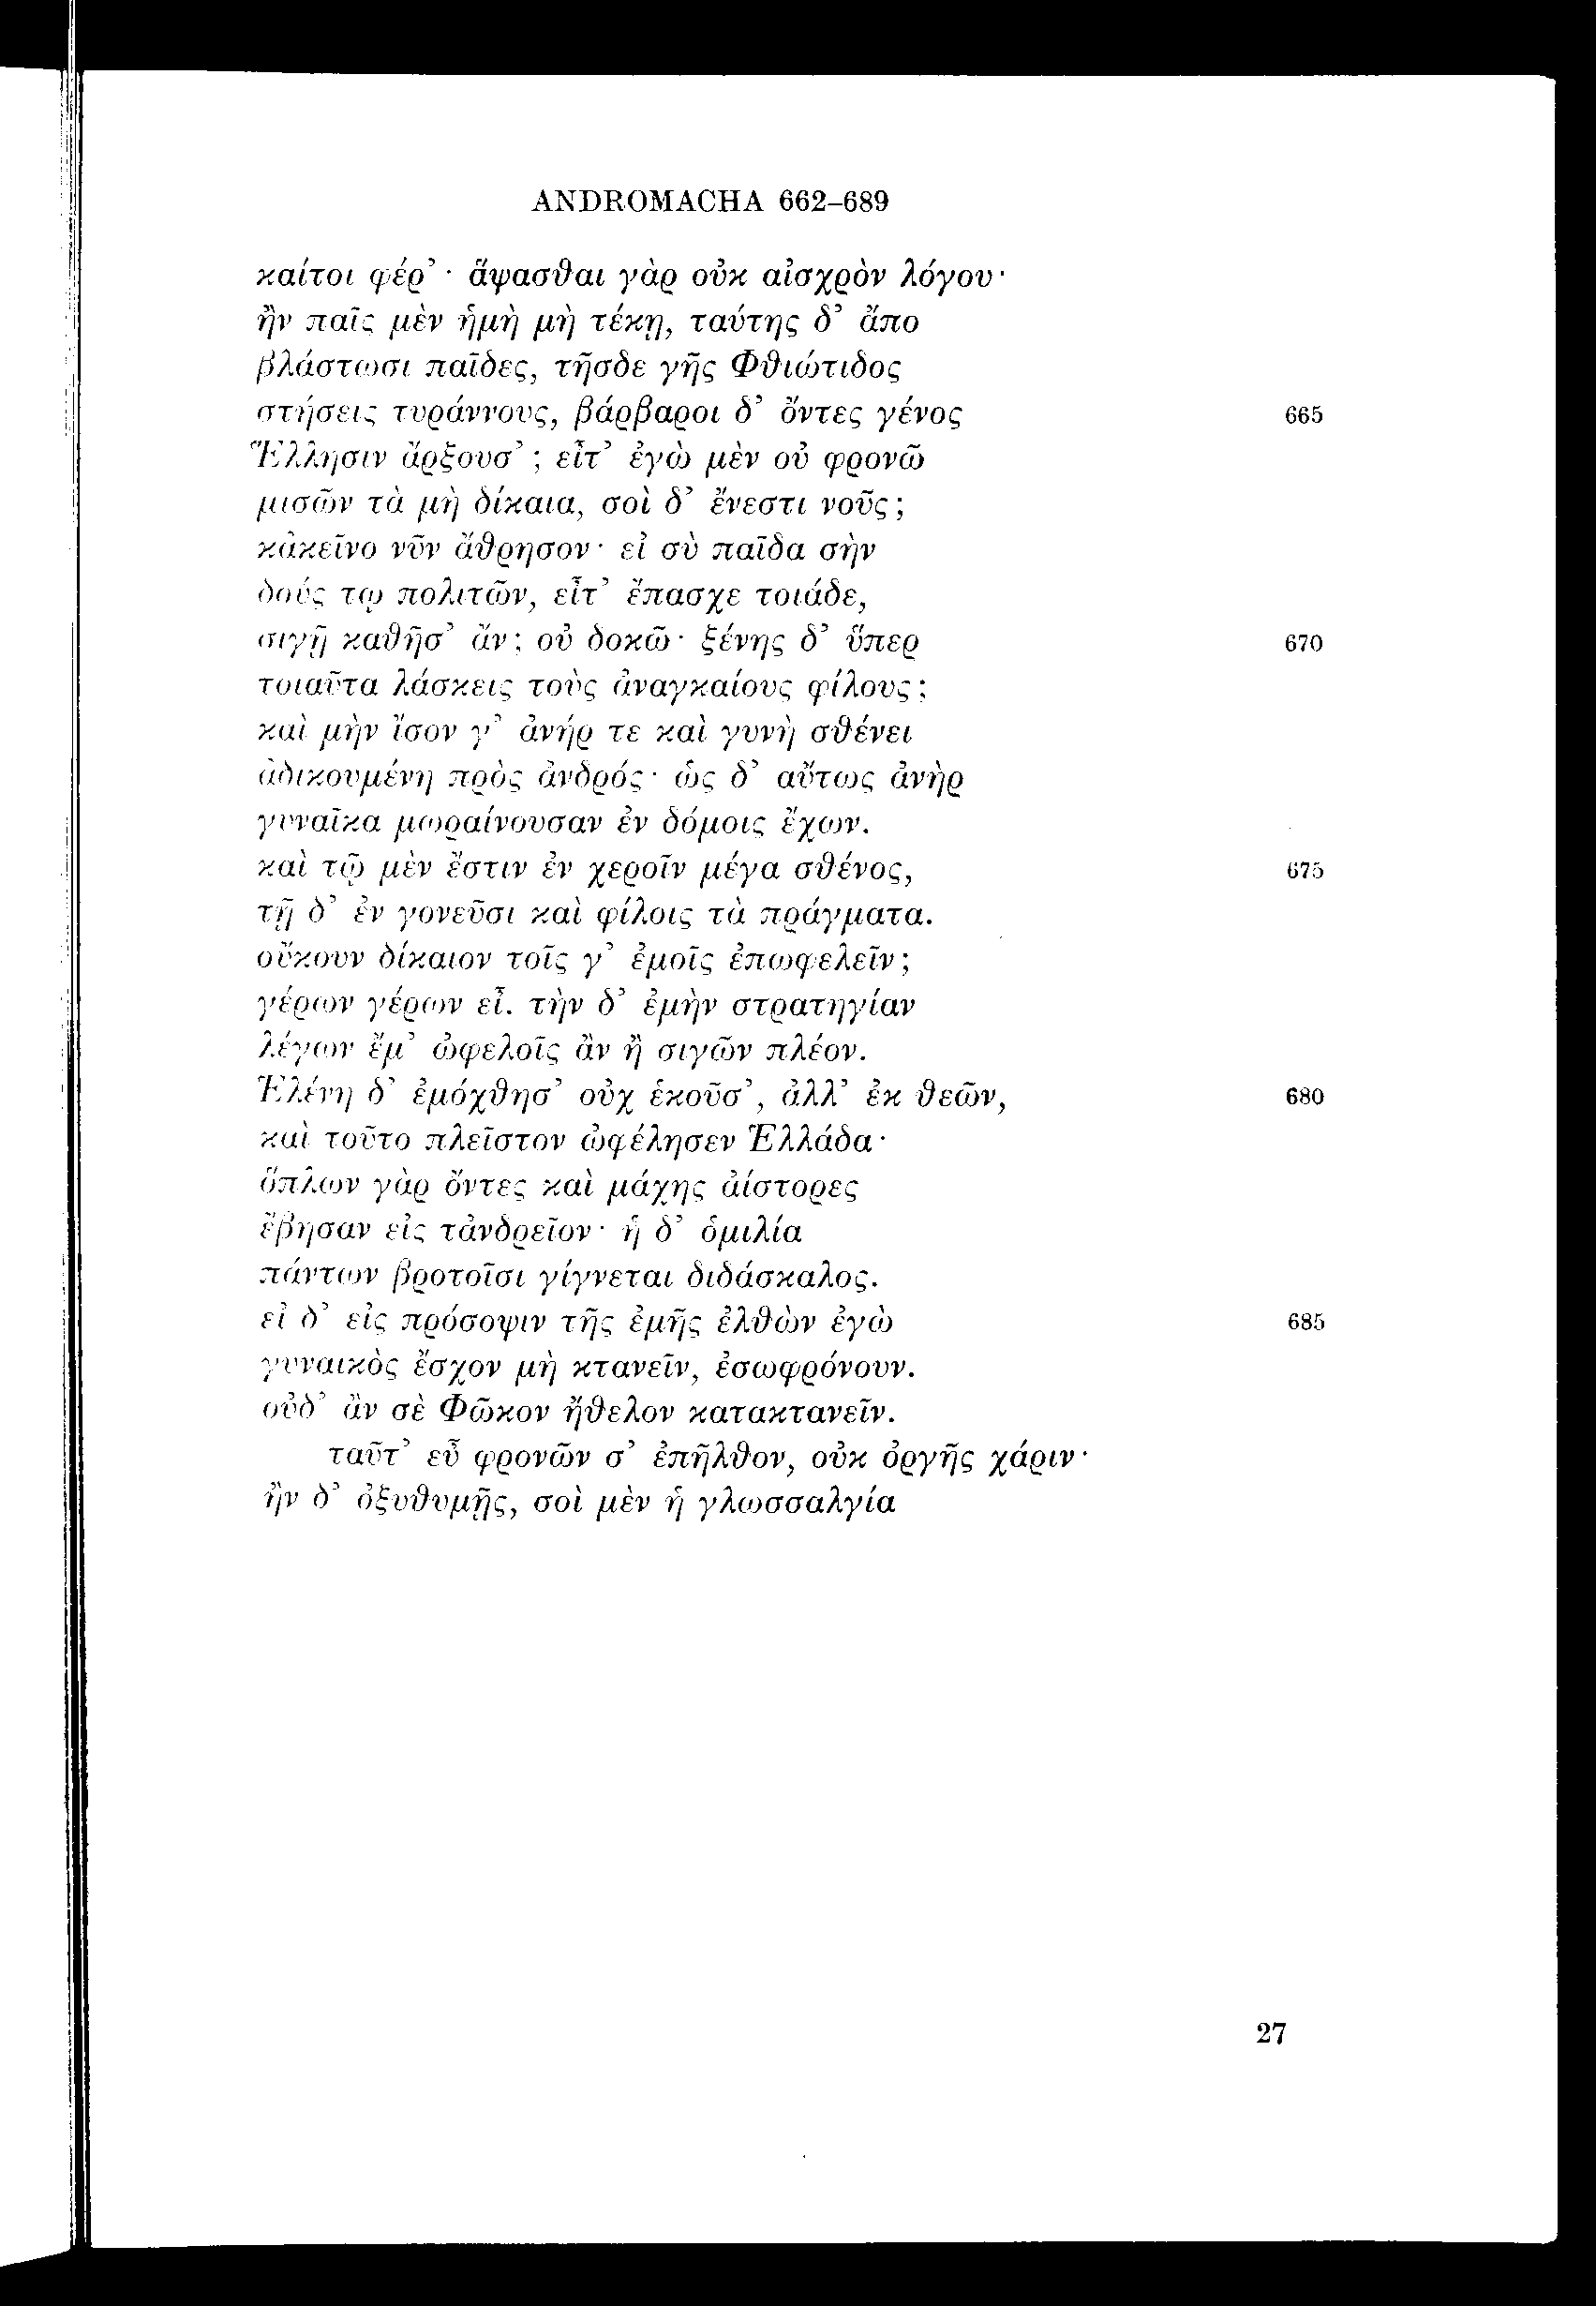 ANDROMACHA 662–689
καίτοι φέρ’· ἅψασθαι γὰρ οὐκ αἰσχρὸν λόγου·
ἢν παῖς μὲν ἡμὴ μὴ τέκῃ, ταύτης δ’ ἄπο
βλάστωσι παῖδες, τῆσδε γῆς Φθιώτιδος
στήσεις τυράννους, βάρβαροι δ’ ὄντες γένος 665
Ἕλλησιν ἄρξουσ’; εἶτ’ ἐγὼ μὲν οὐ φρονῶ
μισῶν τὰ μὴ δίκαια, σοὶ δ’ ἔνεστι νοῦς;
κἀκεῖνο νῦν ἄθρησον· εἰ σὺ παῖδα σὴν
δούς τῳ πολιτῶν, εἶτ’ ἔπασχε τοιάδε,
σιγῇ καθῆσ’ ἄν; οὐ δοκῶ· ξένης δ’ ὕπερ 670
τοιαῦτα λάσκεις τοὺς ἀναγκαίους φίλους;
καὶ μὴν ἴσον γ’ ἀνήρ τε καὶ γυνὴ σθένει
ἀδικουμένη πρὸς ἀνδρός· ὡς δ’ αὔτως ἀνὴρ
γυναῖκα μωραίνουσαν ἐν δόμοις ἔχων.
καὶ τῷ μὲν ἔστιν ἐν χεροῖν μέγα σθένος, 675
τῇ δ’ ἐν γονεῦσι καὶ φίλοις τὰ πράγματα.
οὔκουν δίκαιον τοῖς γ’ ἐμοῖς ἐπωφελεῖν;
γέρων γέρων εἶ. τὴν δ’ ἐμὴν στρατηγίαν
λέγων ἔμ’ ὠφελοῖς ἂν ἢ σιγῶν πλέον.
Ἑλένη δ’ ἐμόχθησ’ οὐχ ἑκοῦσ’, ἀλλ’ ἐκ θεῶν, 680
καὶ τοῦτο πλεῖστον ὠφέλησεν Ἑλλάδα·
ὅπλων γὰρ ὄντες καὶ μάχης ἀίστορες
ἔβησαν εἰς τἀνδρεῖον· ἡ δ’ ὁμιλία
πάντων βροτοῖσι γίγνεται διδάσκαλος.
εἰ δ’ εἰς πρόσοψιν τῆς ἐμῆς ἐλθὼν ἐγὼ 685
γυναικὸς ἔσχον μὴ κτανεῖν, ἐσωφρόνουν.
οὐδ’ ἂν σὲ Φῶκον ἤθελον κατακτανεῖν.
ταῦτ’ εὖ φρονῶν σ’ ἐπῆλθον, οὐκ ὀργῆς χάριν·
ἢν δ’ ὀξυθυμῇς, σοὶ μὲν ἡ γλωσσαλγία
27